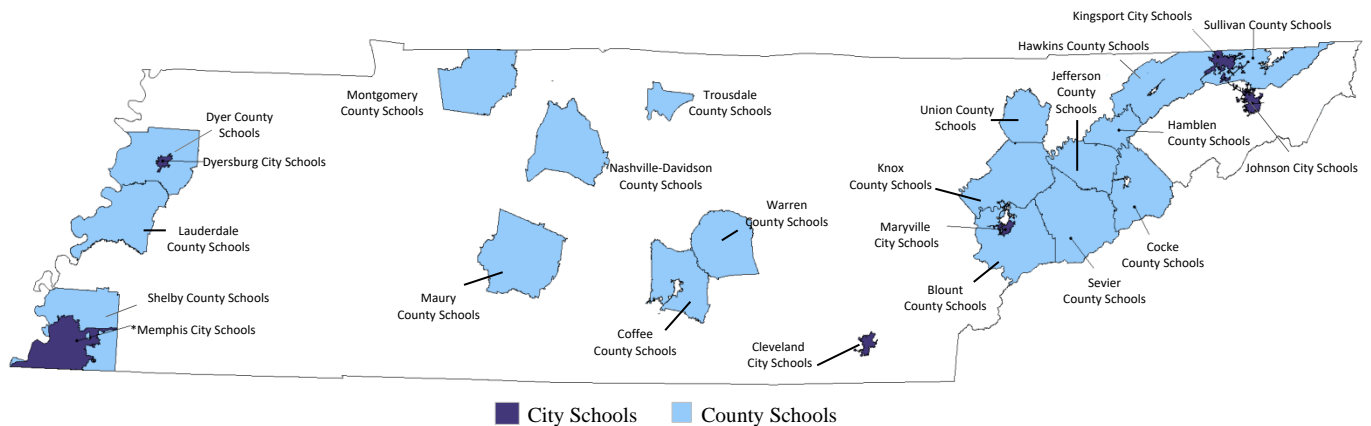 Kingsport City Schools
Sullivan County Schools
Hawkins County Schools
Jefferson
County
Schools
Montgomery
County Schools
Trousdale
County Schools
Union County
Schools
Dyer County
Schools
Hamblen
County Schools
Dyersburg City Schools
Nashville-Davidson
County Schools
Knox
County Schools
Johnson City Schools
Warren
County Schools
Maryville
City Schools
Lauderdale
County Schools
Cocke
County Schools
Sevier
County Schools
Blount
County Schools
Shelby County Schools
*Memphis City Schools
Maury
County Schools
Coffee
County Schools
Cleveland
City Schools
City Schools
County Schools